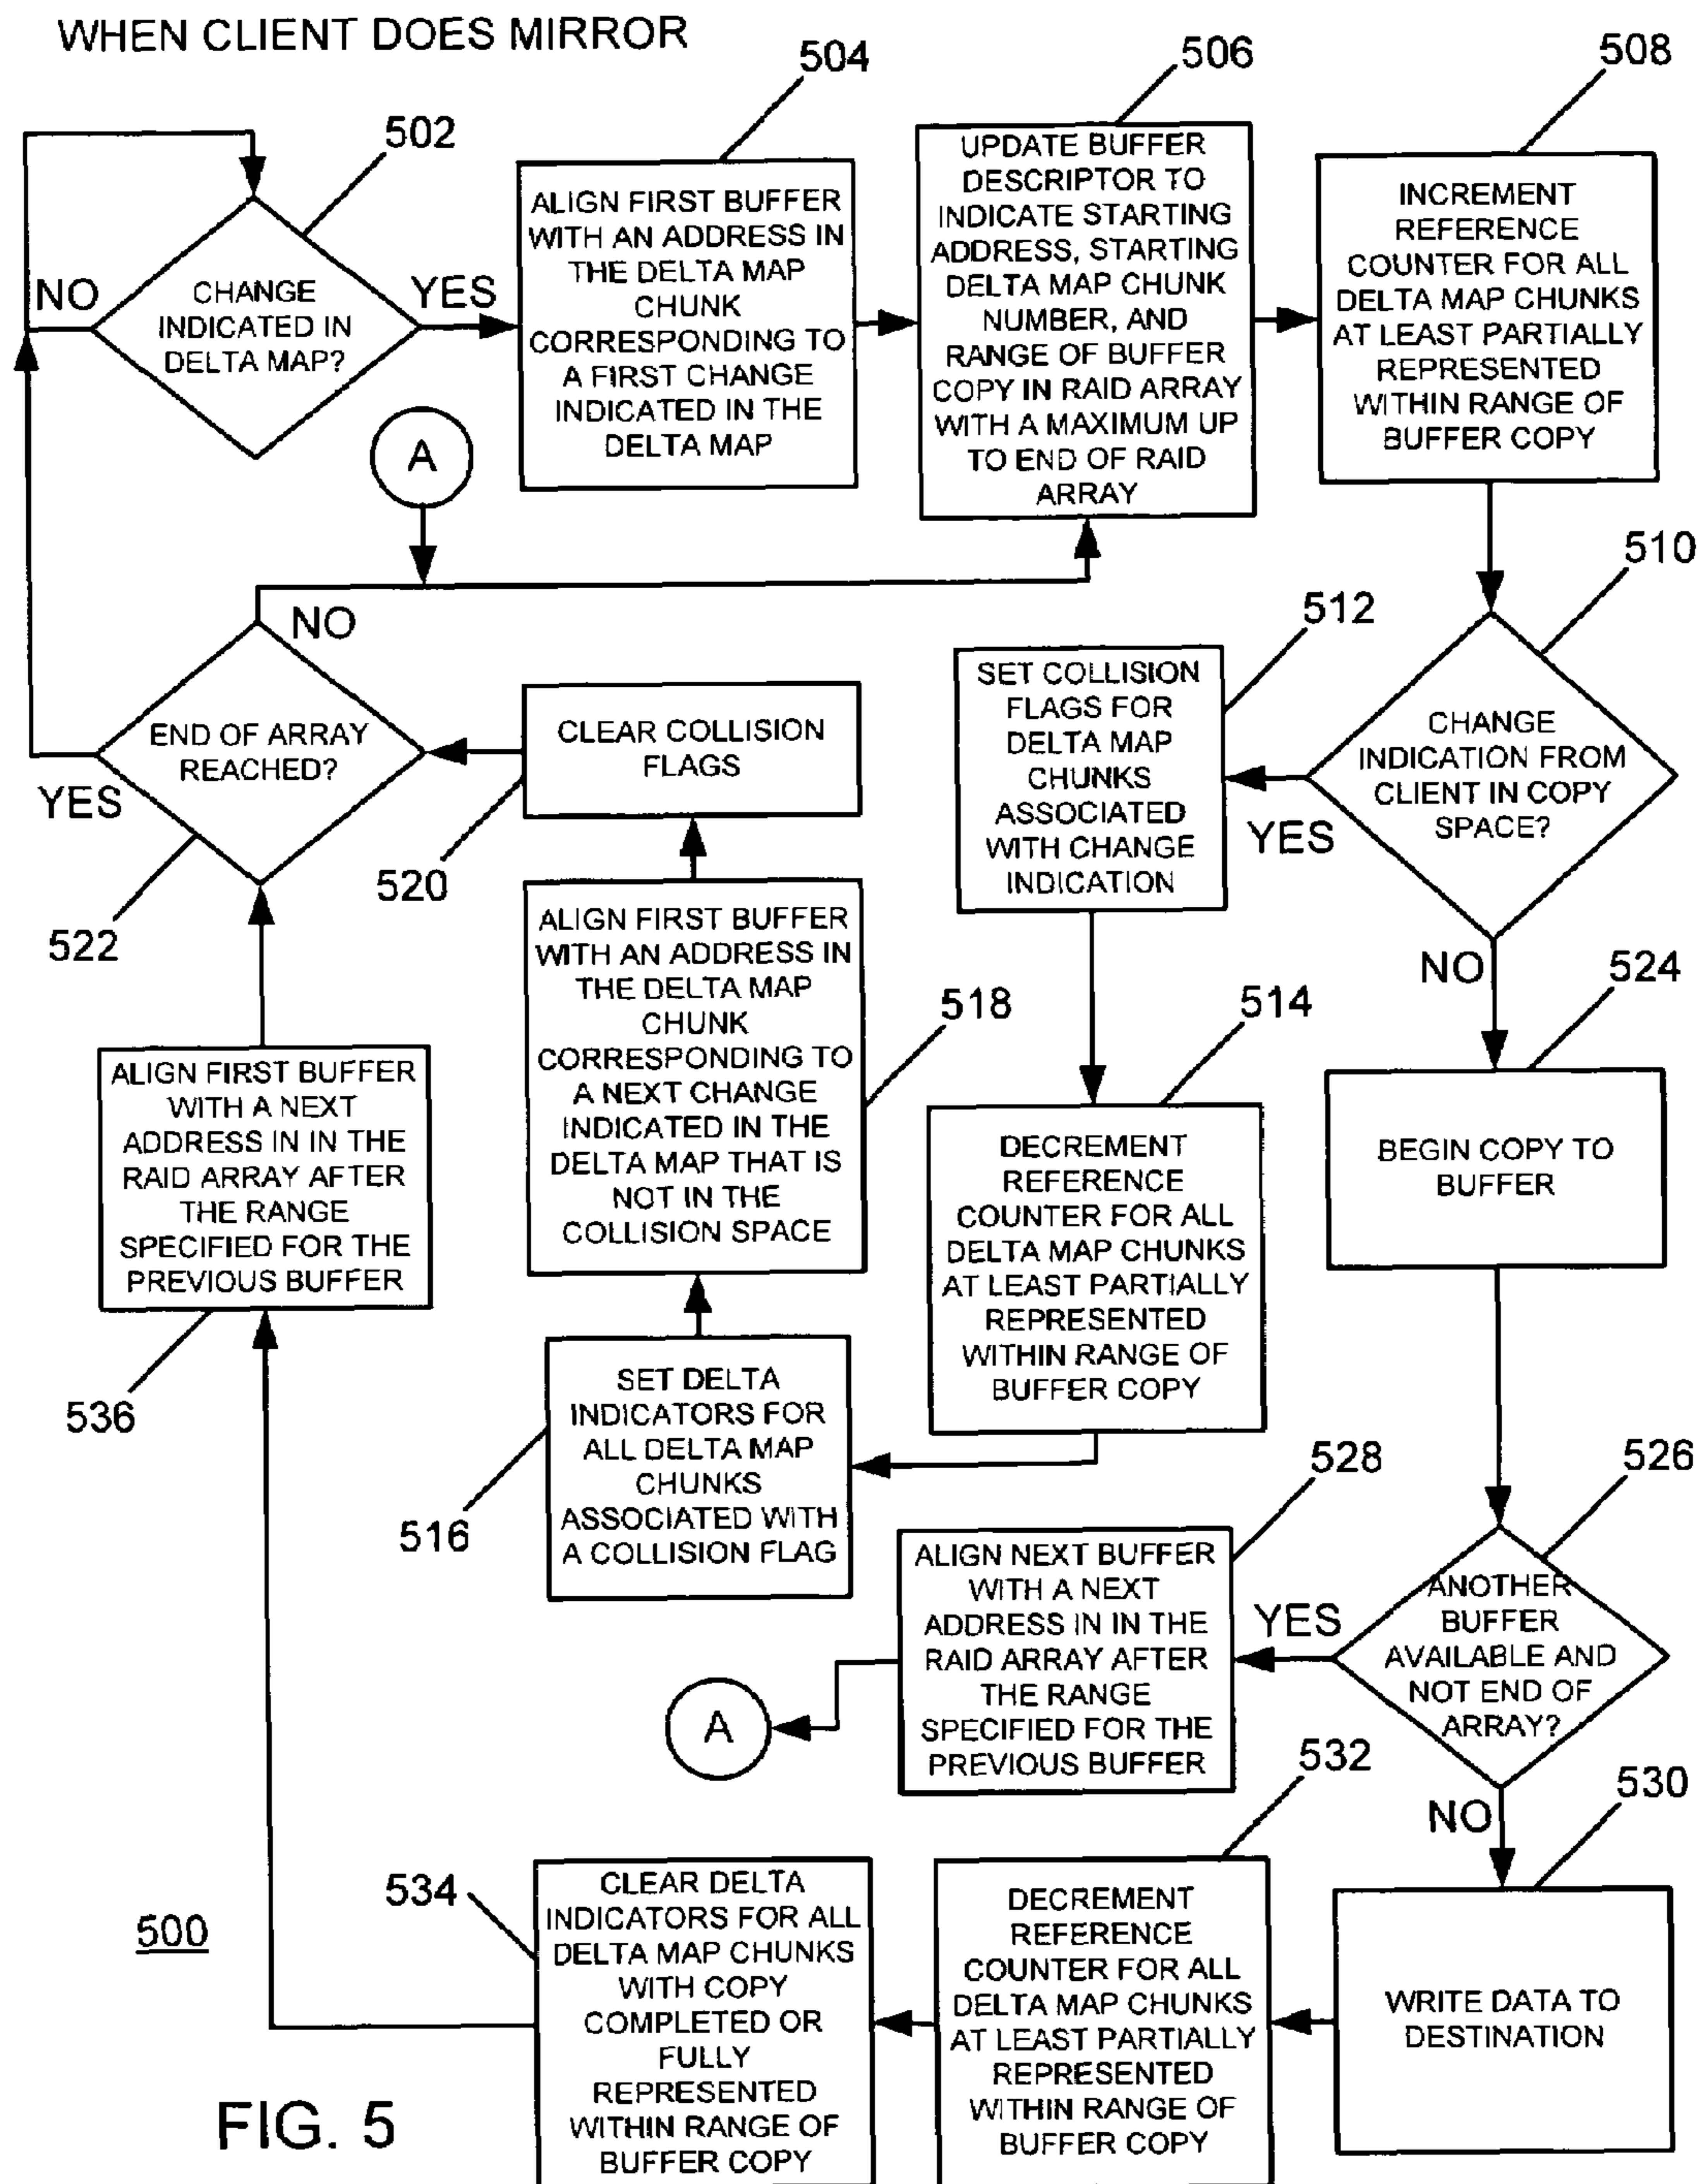 WHEN CLIENT DOES MIRROR
502
CHANGE
INDICATED IN
DELTA MAP?
NO
YES
504
ALIGN FIRST BUFFER
WITH AN ADDRESS IN
THE DELTA MAP
CHUNK
CORRESPONDING TO
A FIRST CHANGE
INDICATED IN THE
DELTA MAP
506
UPDATE BUFFER
DESCRIPTOR TO
INDICATE STARTING
ADDRESS, STARTING
DELTA MAP CHUNK
NUMBER, AND
RANGE OF BUFFER
COPY IN RAID ARRAY
WITH A MAXIMUM UP
TO END OF RAID
ARRAY
508
INCREMENT
REFERENCE
COUNTER FOR ALL
DELTA MAP CHUNKS
AT LEAST PARTIALLY
REPRESENTED
WITHIN RANGE OF
BUFFER COPY
A
510
CHANGE
INDICATION FROM
CLIENT IN COPY
SPACE?
YES
NO
512
SET COLLISION
FLAGS FOR
DELTA MAP
CHUNKS
ASSOCIATED
WITH CHANGE
INDICATION
514
DECREMENT
REFERENCE
COUNTER FOR ALL
DELTA MAP CHUNKS
AT LEAST PARTIALLY
REPRESENTED
WITHIN RANGE OF
BUFFER COPY
516
SET DELTA
INDICATORS FOR
ALL DELTA MAP
CHUNKS
ASSOCIATED WITH
A COLLISION FLAG
518
ALIGN FIRST BUFFER
WITH AN ADDRESS IN
THE DELTA MAP
CHUNK
CORRESPONDING TO
A NEXT CHANGE
INDICATED IN THE
DELTA MAP THAT IS
NOT IN THE
COLLISION SPACE
520
CLEAR COLLISION
FLAGS
522
END OF ARRAY
REACHED?
NO
YES
524
BEGIN COPY TO
BUFFER
526
ANOTHER
BUFFER
AVAILABLE AND
NOT END OF
ARRAY?
YES
NO
528
ALIGN NEXT BUFFER
WITH A NEXT
ADDRESS IN IN THE
RAID ARRAY AFTER
THE RANGE
SPECIFIED FOR THE
PREVIOUS BUFFER
A
530
WRITE DATA TO
DESTINATION
532
DECREMENT
REFERENCE
COUNTER FOR ALL
DELTA MAP CHUNKS
AT LEAST PARTIALLY
REPRESENTED
WITHIN RANGE OF
BUFFER COPY
534
CLEAR DELTA
INDICATORS FOR ALL
DELTA MAP CHUNKS
WITH COPY
COMPLETED OR
FULLY
REPRESENTED
WITHIN RANGE OF
BUFFER COPY
536
ALIGN FIRST BUFFER
WITH A NEXT
ADDRESS IN IN THE
RAID ARRAY AFTER
THE RANGE
SPECIFIED FOR THE
PREVIOUS BUFFER
500
FIG. 5